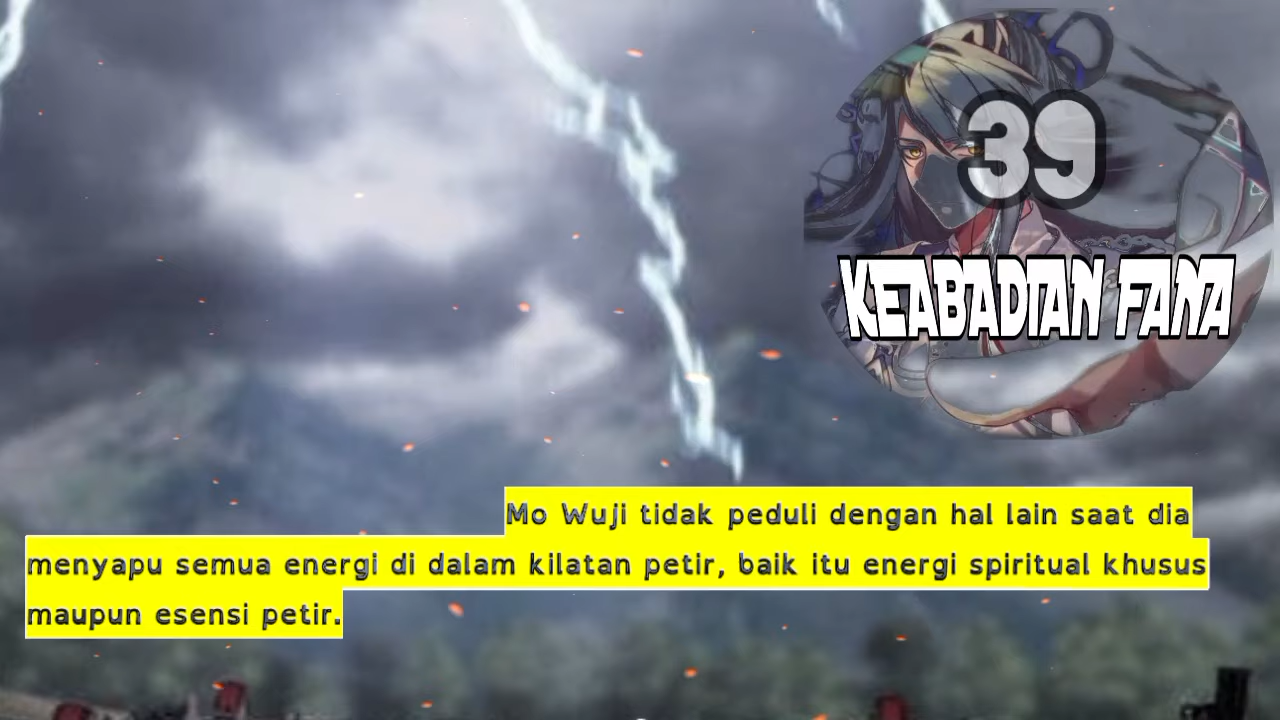 39
KEABADIAN FANA
Mo Wuji tidak peduli dengan hal lain saat dia
menyapu semua energi di dalam kilatan petir, baik itu energi spiritual khusus
maupun esensi petir.